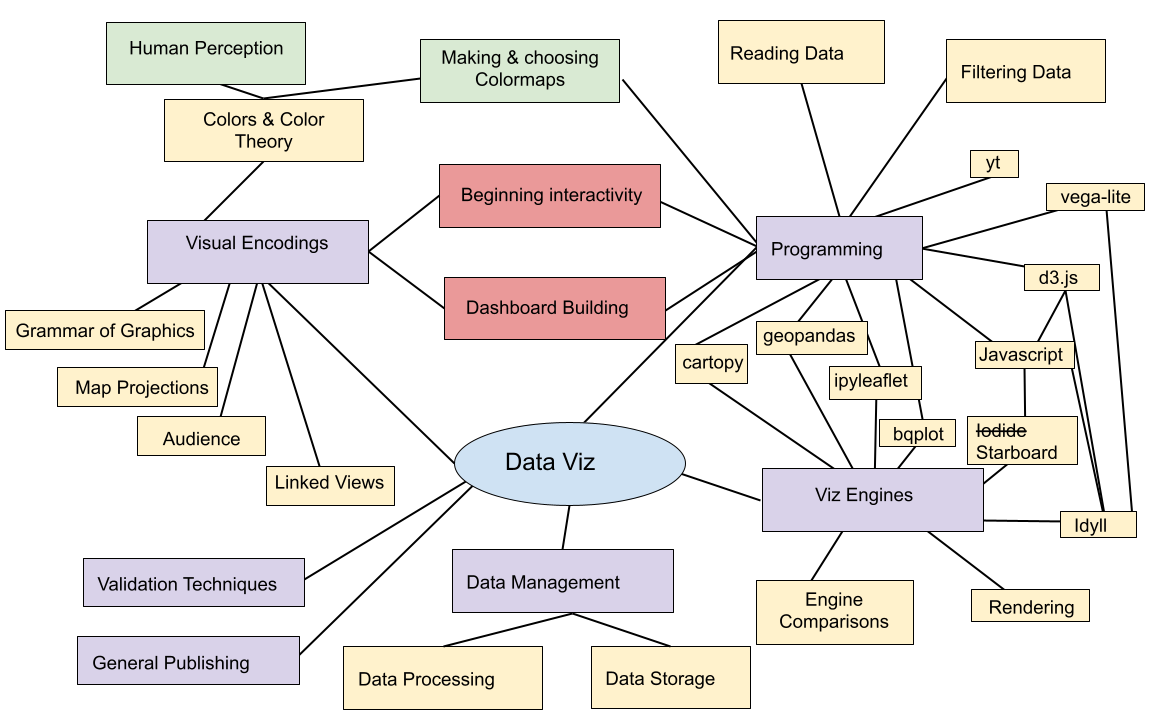 Human Perception
Making & choosing
Colormaps
Reading Data
Filtering Data
Colors & Color
Theory
yt
vega-lite
Beginning interactivity
Visual Encodings
Programming
d3.js
Dashboard Building
Grammar of Graphics
geopandas
Javascript
cartopy
ipyleaflet
Map Projections
Audience
bqplot
Iodide
Starboard
Data Viz
Linked Views
Viz Engines
Idyll
Validation Techniques
Data Management
Engine
Comparisons
Rendering
General Publishing
Data Processing
Data Storage